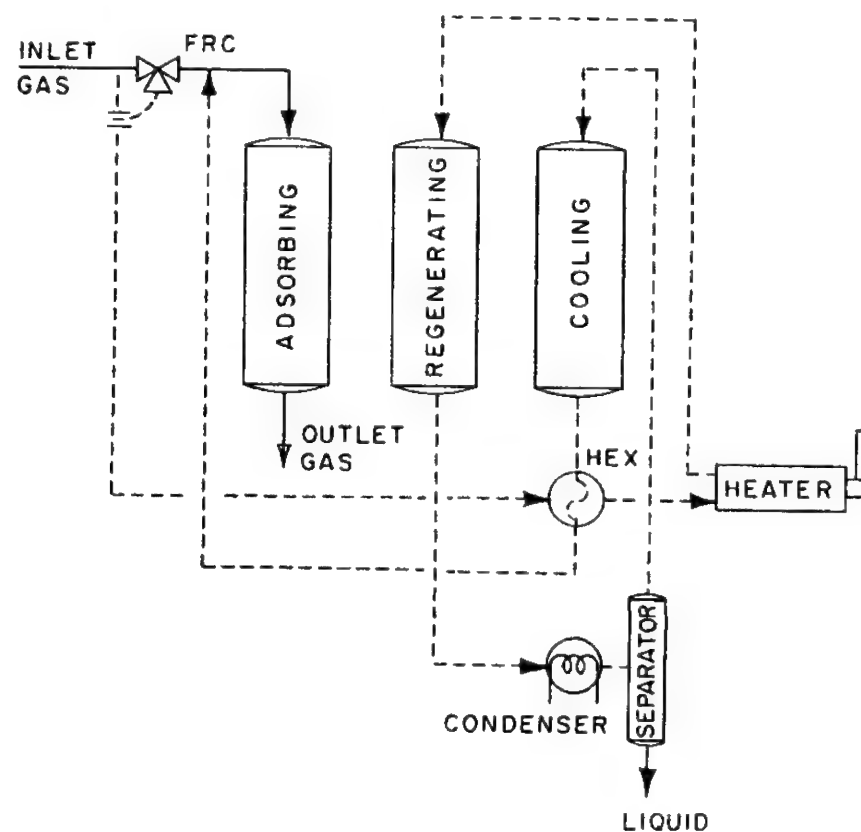 INLET
GAS
FRC
ADSORBING
REGENERATING
COOLING
OUTLET
GAS
HEX
HEATER
CONDENSER
SEPARATOR
LIQUID